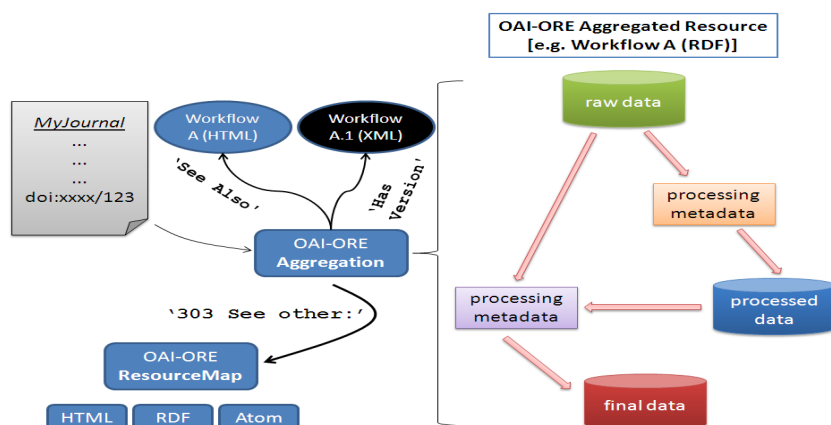 OAI-ORE Aggregated Resource
[e.g. Workflow A (RDF)]
MyJournal
...
...
...
doi:xxxx/123
Workflow
A (HTML)
Workflow
A.1 (XML)
'See Also'
'Has
Version'
OAI-ORE
Aggregation
'303 See other:'
OAI-ORE
ResourceMap
HTML
RDF
Atom
raw data
processing
metadata
processing
metadata
processed
data
final data